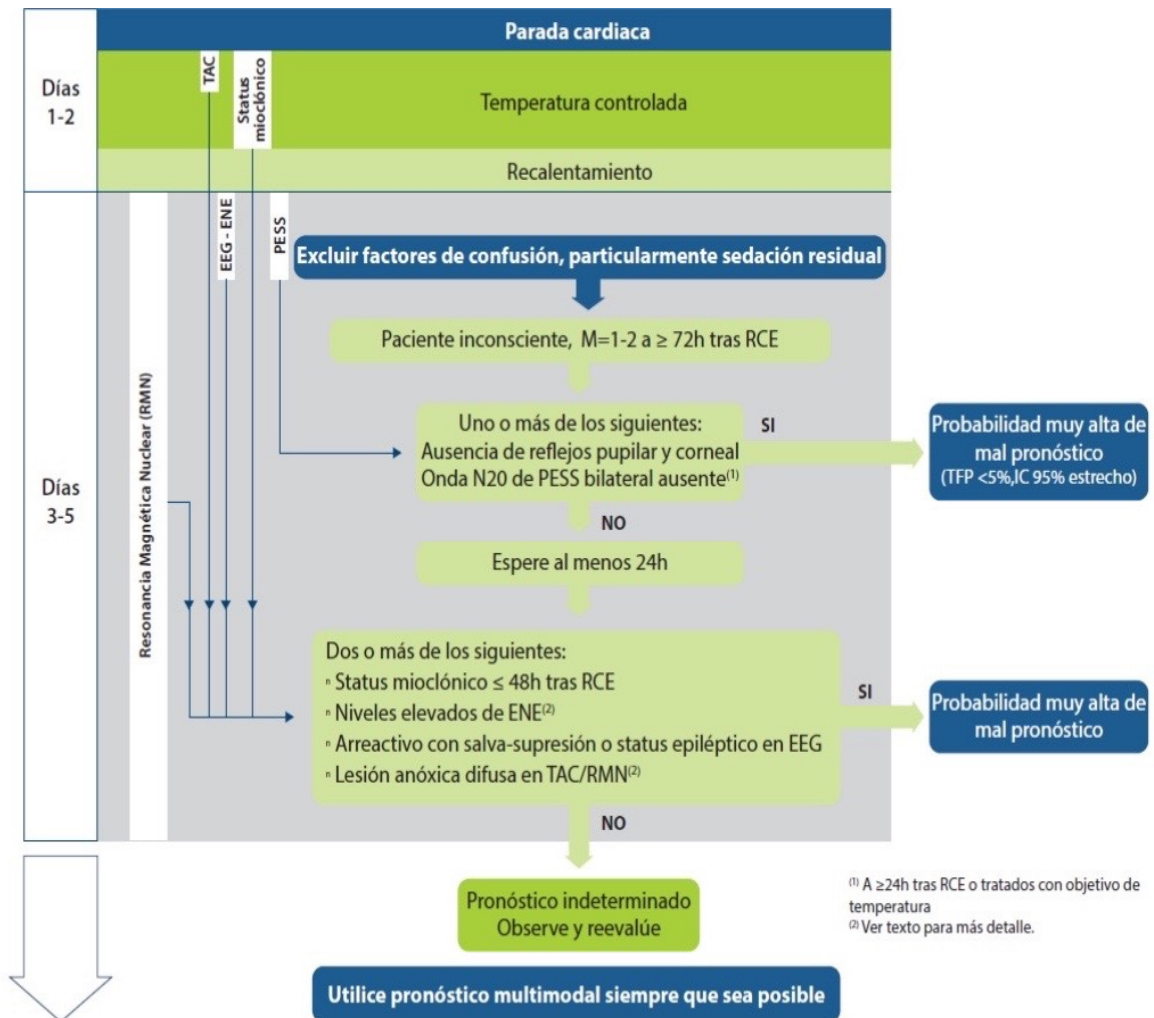 Parada cardiaca
Días
1-2
TAC
Status
mioclónico
Temperatura controlada
Recalentamiento
Días
3-5
Resonancia Magnética Nuclear (RMN)
EEG - ENE
PESS
Excluir factores de confusión, particularmente sedación residual
Paciente inconsciente, M=1-2 a ≥ 72h tras RCE
Uno o más de los siguientes:
Ausencia de reflejos pupilar y corneal
Onda N20 de PESS bilateral ausente(1)
SI
Probabilidad muy alta de
mal pronóstico
(TFP <5%,IC 95% estrecho)
NO
Espere al menos 24h
Dos o más de los siguientes:
ⁿ Status mioclónico ≤ 48h tras RCE
ⁿ Niveles elevados de ENE(2)
ⁿ Arreactivo con salva-supresión o status epiléptico en EEG
ⁿ Lesión anóxica difusa en TAC/RMN(2)
SI
Probabilidad muy alta de
mal pronóstico
NO
Pronóstico indeterminado
Observe y reevalúe
(1) A ≥24h tras RCE o tratados con objetivo de
temperatura
(2) Ver texto para más detalle.
Utilice pronóstico multimodal siempre que sea posible